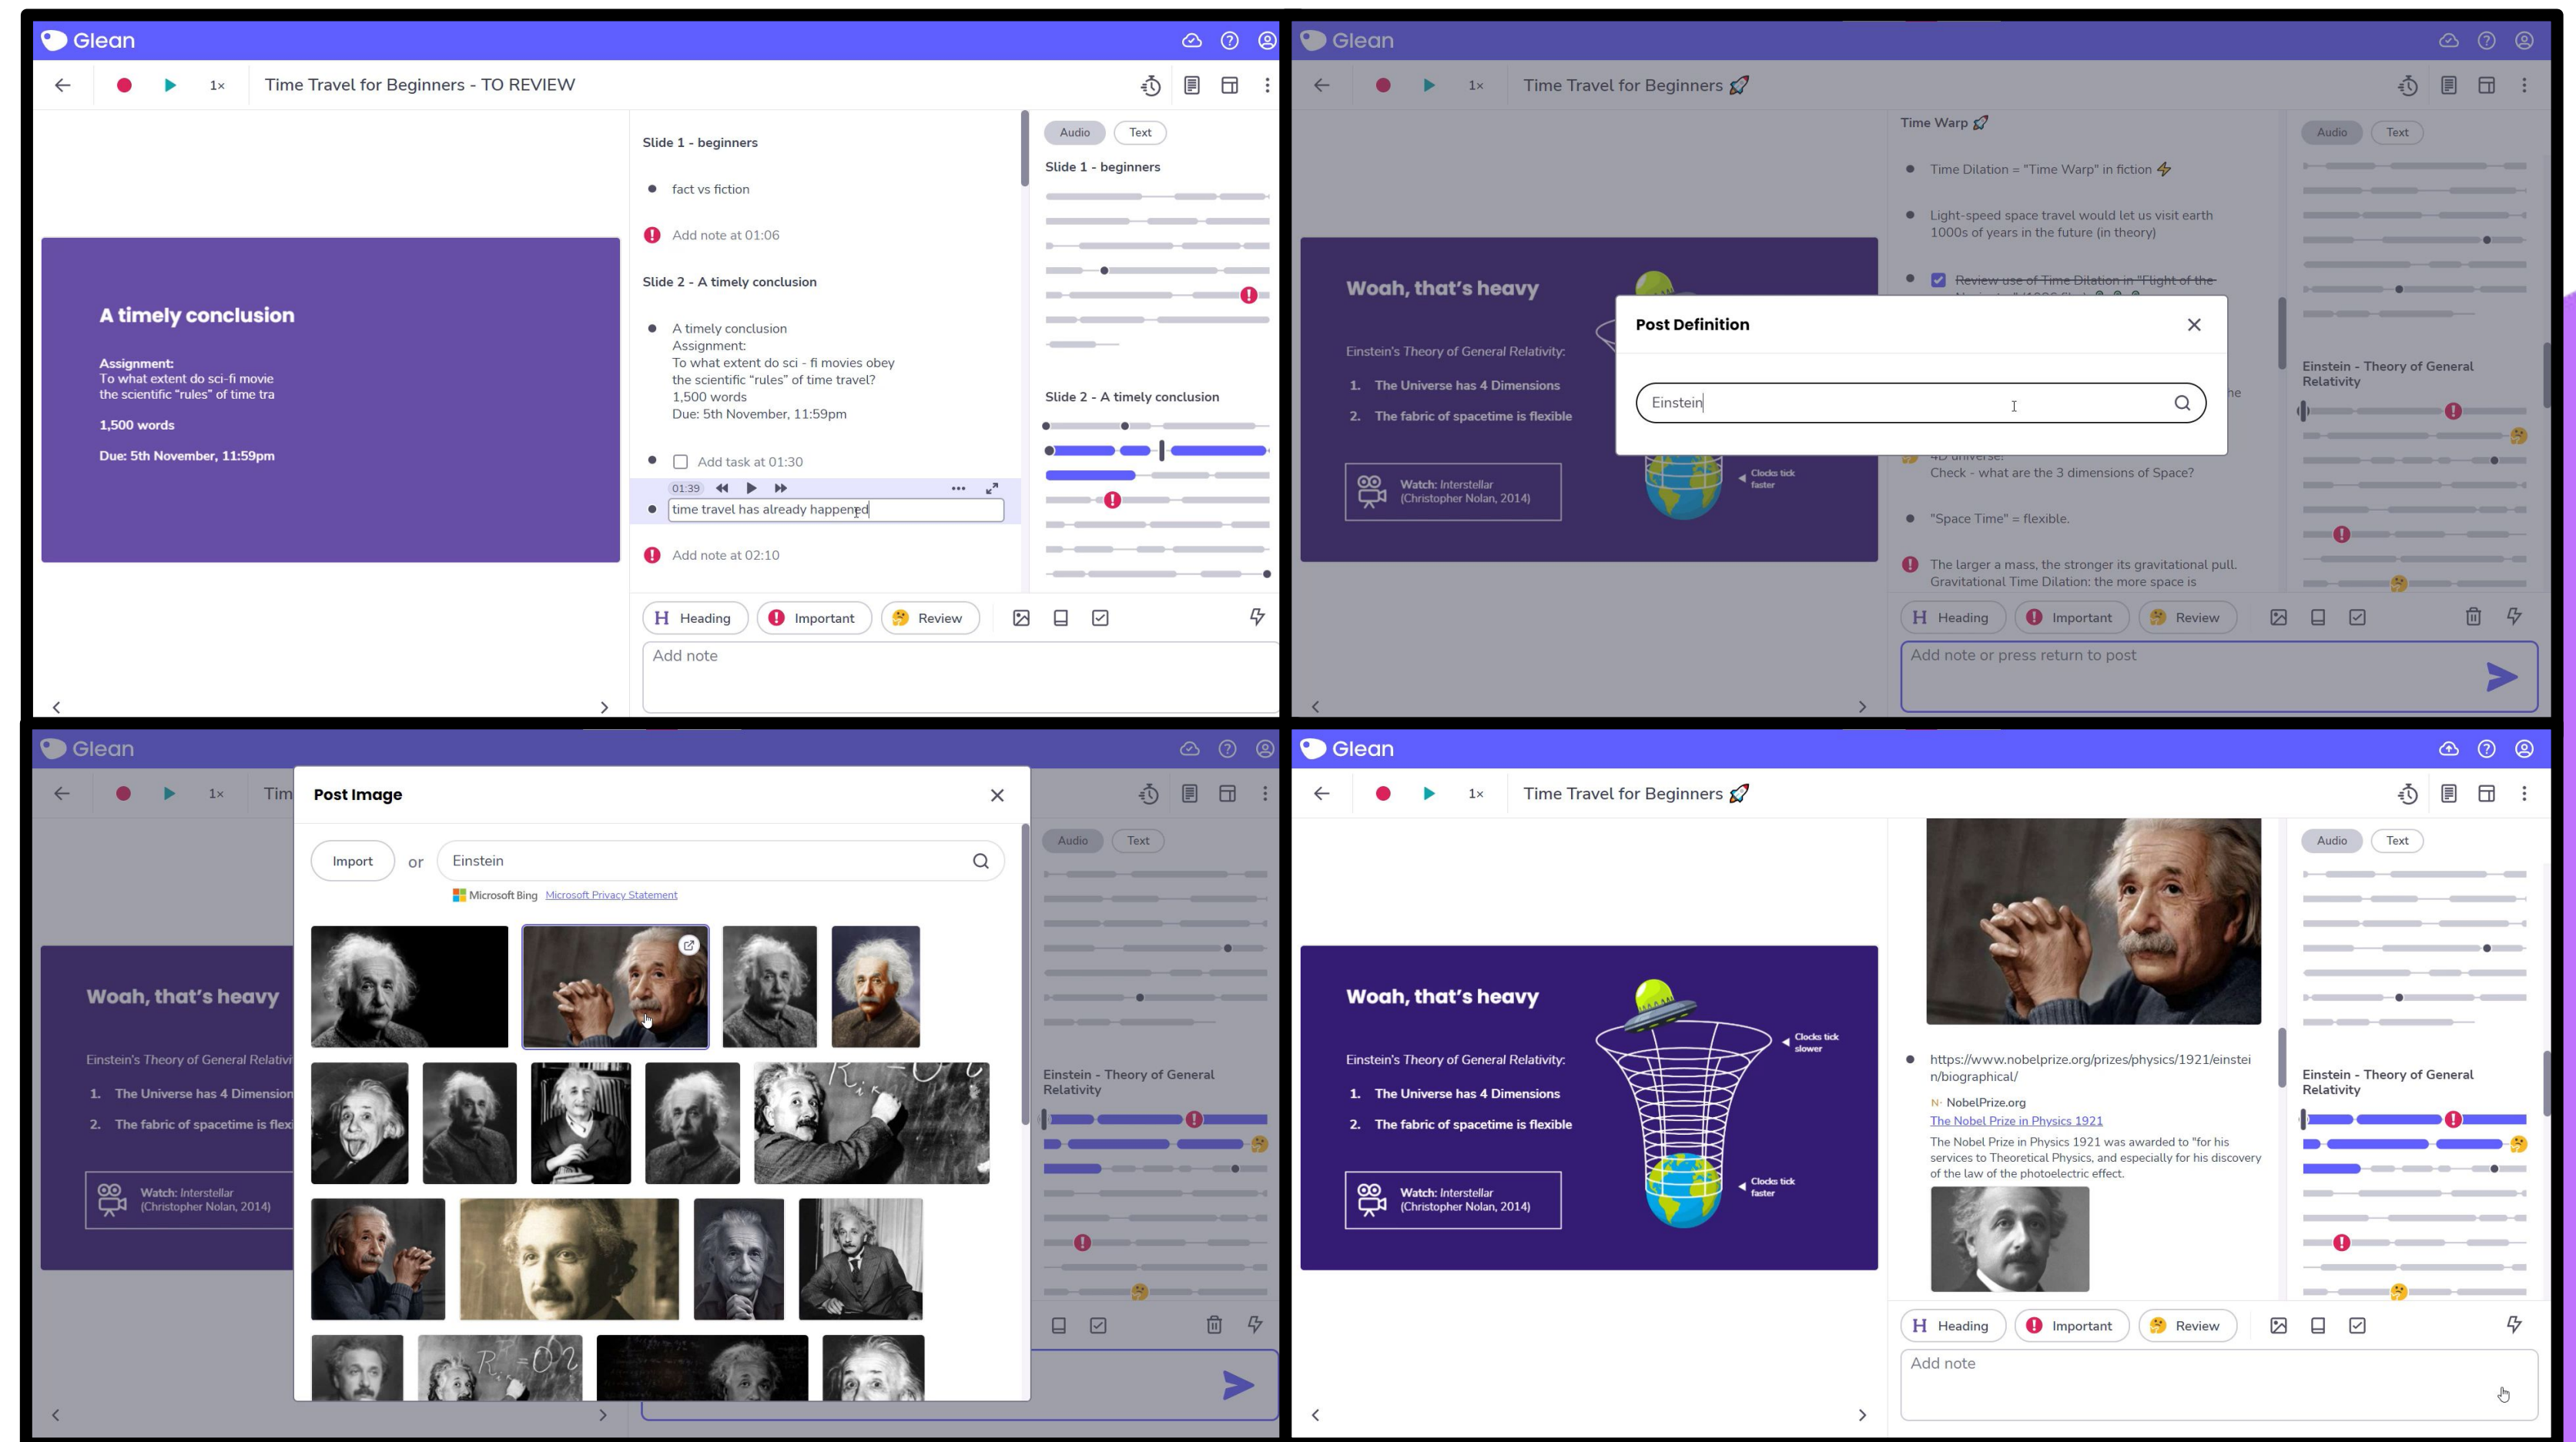 Glean
1×
Time Travel for Beginners - TO REVIEW
A timely conclusion
Assignment:
To what extent do sci-fi movie
the scientific “rules” of time tra
1,500 words
Due: 5th November, 11:59pm
Slide 1 - beginners
fact vs fiction
Add note at 01:06
Slide 2 - A timely conclusion
A timely conclusion
Assignment:
To what extent do sci - fi movies obey
the scientific “rules” of time travel?
1,500 words
Due: 5th November, 11:59pm
Add task at 01:30
01:39
time travel has already happened
Add note at 02:10
Audio
Text
Slide 1 - beginners
Slide 2 - A timely conclusion
H Heading
Important
Review
Add note
Glean
1×
Time Travel for Beginners 🚀
Woah, that’s heavy
Einstein’s Theory of General Relativity:
1. The Universe has 4 Dimensions
2. The fabric of spacetime is flexible
Watch: Interstellar
(Christopher Nolan, 2014)
Clocks tick
faster
Time Warp 🚀
Time Dilation = "Time Warp" in fiction ⚡
Light-speed space travel would let us visit earth
1000s of years in the future (in theory)
Review use of Time Dilation in "Flight of the
Post Definition
Einstein
he
4D universe!
Check - what are the 3 dimensions of Space?
"Space Time" = flexible.
The larger a mass, the stronger its gravitational pull.
Gravitational Time Dilation: the more space is
Audio
Text
Einstein - Theory of General
Relativity
H Heading
Important
Review
Add note or press return to post
Glean
1×
Tim
Woah, that’s heavy
Einstein’s Theory of General Relativi
1. The Universe has 4 Dimension
2. The fabric of spacetime is flexi
Watch: Interstellar
(Christopher Nolan, 2014)
Post Image
Import
or
Einstein
Microsoft Bing
Microsoft Privacy Statement
Audio
Text
Einstein - Theory of General
Relativity
Glean
1×
Time Travel for Beginners 🚀
Woah, that’s heavy
Einstein’s Theory of General Relativity:
1. The Universe has 4 Dimensions
2. The fabric of spacetime is flexible
Watch: Interstellar
(Christopher Nolan, 2014)
Clocks tick
slower
Clocks tick
faster
https://www.nobelprize.org/prizes/physics/1921/einstei
n/biographical/
N- NobelPrize.org
The Nobel Prize in Physics 1921
The Nobel Prize in Physics 1921 was awarded to "for his
services to Theoretical Physics, and especially for his discovery
of the law of the photoelectric effect.
Audio
Text
Einstein - Theory of General
Relativity
H Heading
Important
Review
Add note